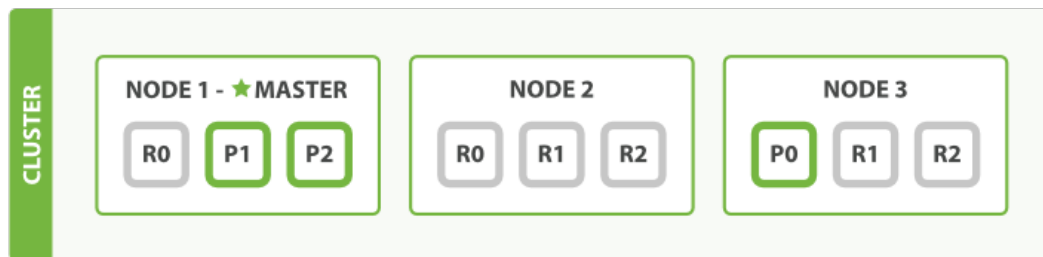 CLUSTER
NODE 1 - ★ MASTER
R0 P1 P2
NODE 2
R0 R1 R2
NODE 3
P0 R1 R2